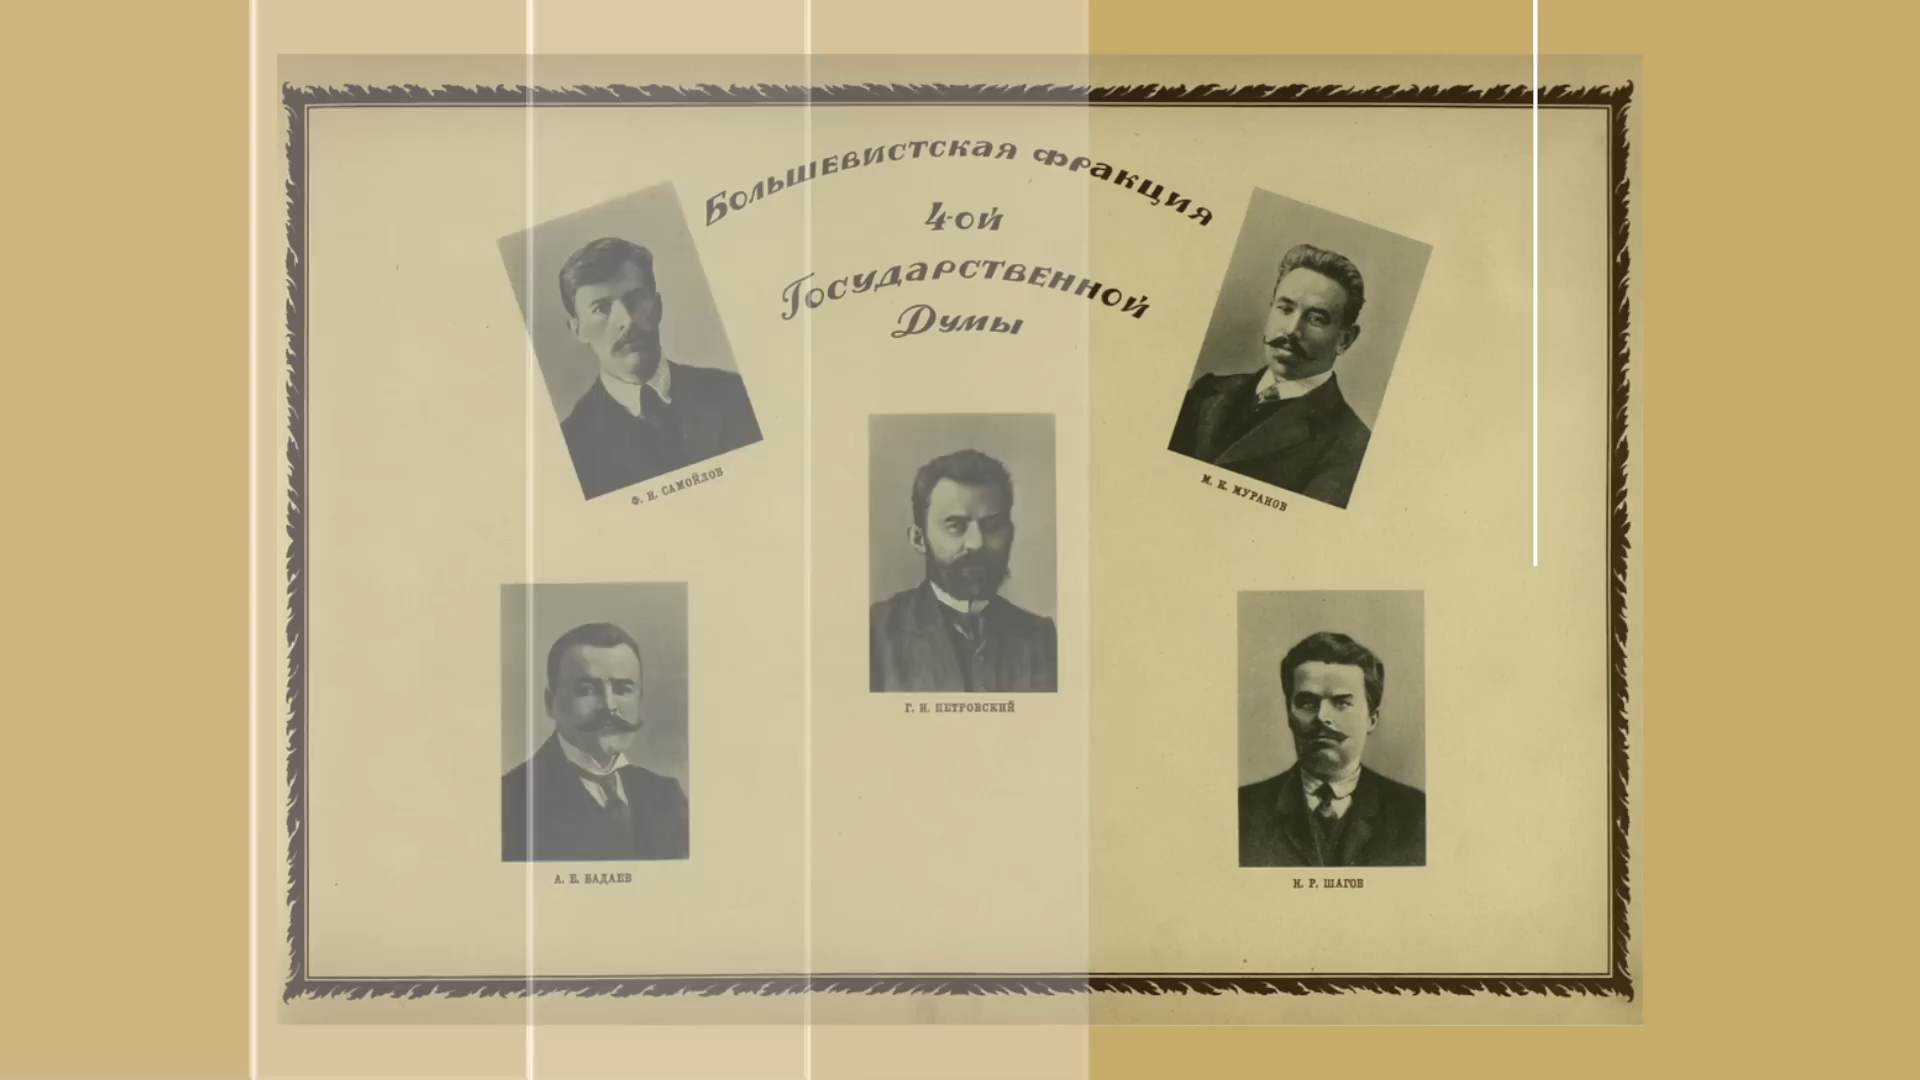 Большевистская фракция
4-ой
Государственной
Думы
Ф. Н. САМОЙЛОВ
М. К. МУРАНОВ
Г. И. ПЕТРОВСКИЙ
А. Е. БАДАЕВ
Н. Р. ШАГОВ